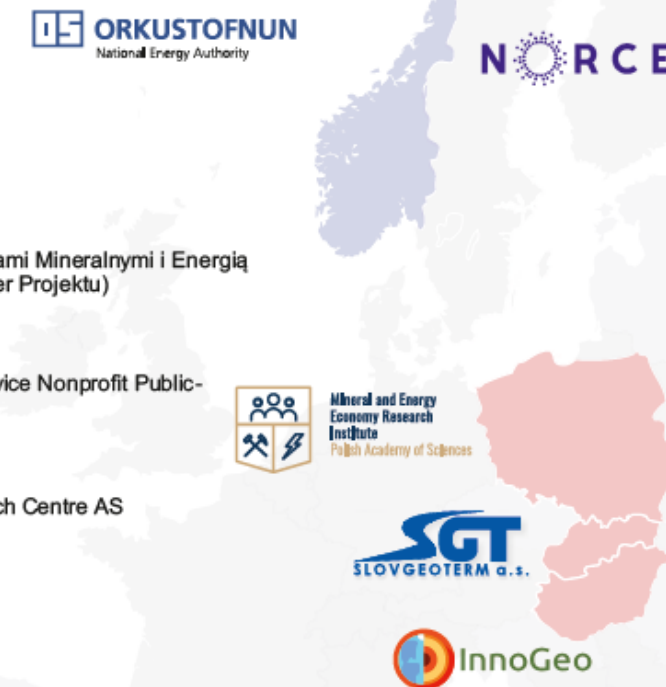 ORKUSTOFNUN
National Energy Authority
NORCE
ami Mineralnymi i Energią
er Projektu)
vice Nonprofit Public-
Mineral and Energy
Economy Research
Institute
Polish Academy of Sciences
ch Centre AS
SGT
SLOVGEOTERM a.s.
InnoGeo